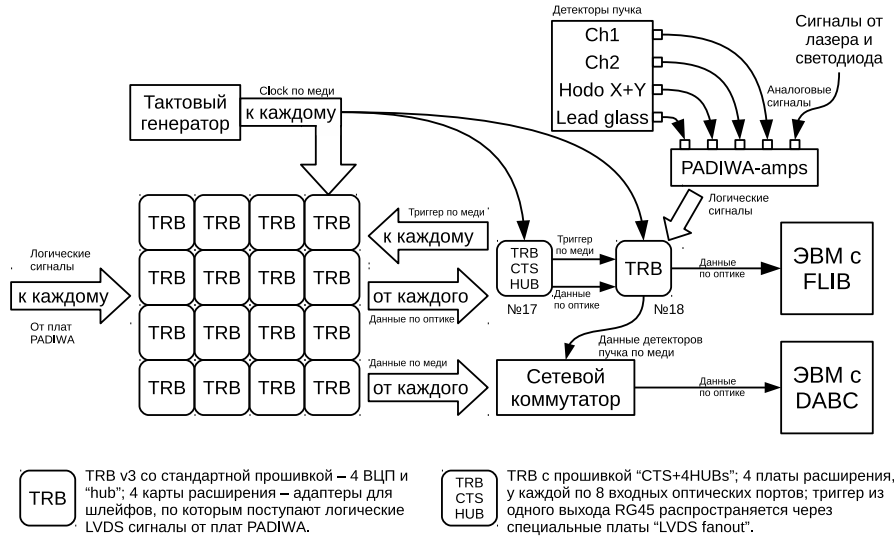 Детекторы пучка
Ch1
Ch2
Hodo X+Y
Lead glass
Сигналы от
лазера и
светодиода
Аналоговые
сигналы
Тактовый
генератор
Clock по меди
к каждому
PADIWA-amps
Логические
сигналы
TRB TRB TRB TRB
TRB TRB TRB TRB
TRB TRB TRB TRB
TRB TRB TRB TRB
Логические
сигналы
к каждому
От плат
PADIWA
Триггер по меди
к каждому
от каждого
Данные по оптике
Данные по меди
от каждого
TRB
CTS
HUB
№17
Триггер
по меди
Данные
по оптике
TRB
№18
Данные
по оптике
ЭВМ с
FLIB
Данные детекторов
пучка по меди
Сетевой
коммутатор
Данные
по оптике
ЭВМ с
DABC
TRB
TRB v3 со стандартной прошивкой – 4 ВЦП и
“hub”; 4 карты расширения – адаптеры для
шлейфов, по которым поступают логические
LVDS сигналы от плат PADIWA.
TRB
CTS
HUB
TRB с прошивкой “CTS+4HUBs”; 4 платы расширения,
у каждой по 8 входных оптических портов; триггер из
одного выхода RG45 распространяется через
специальные платы “LVDS fanout”.